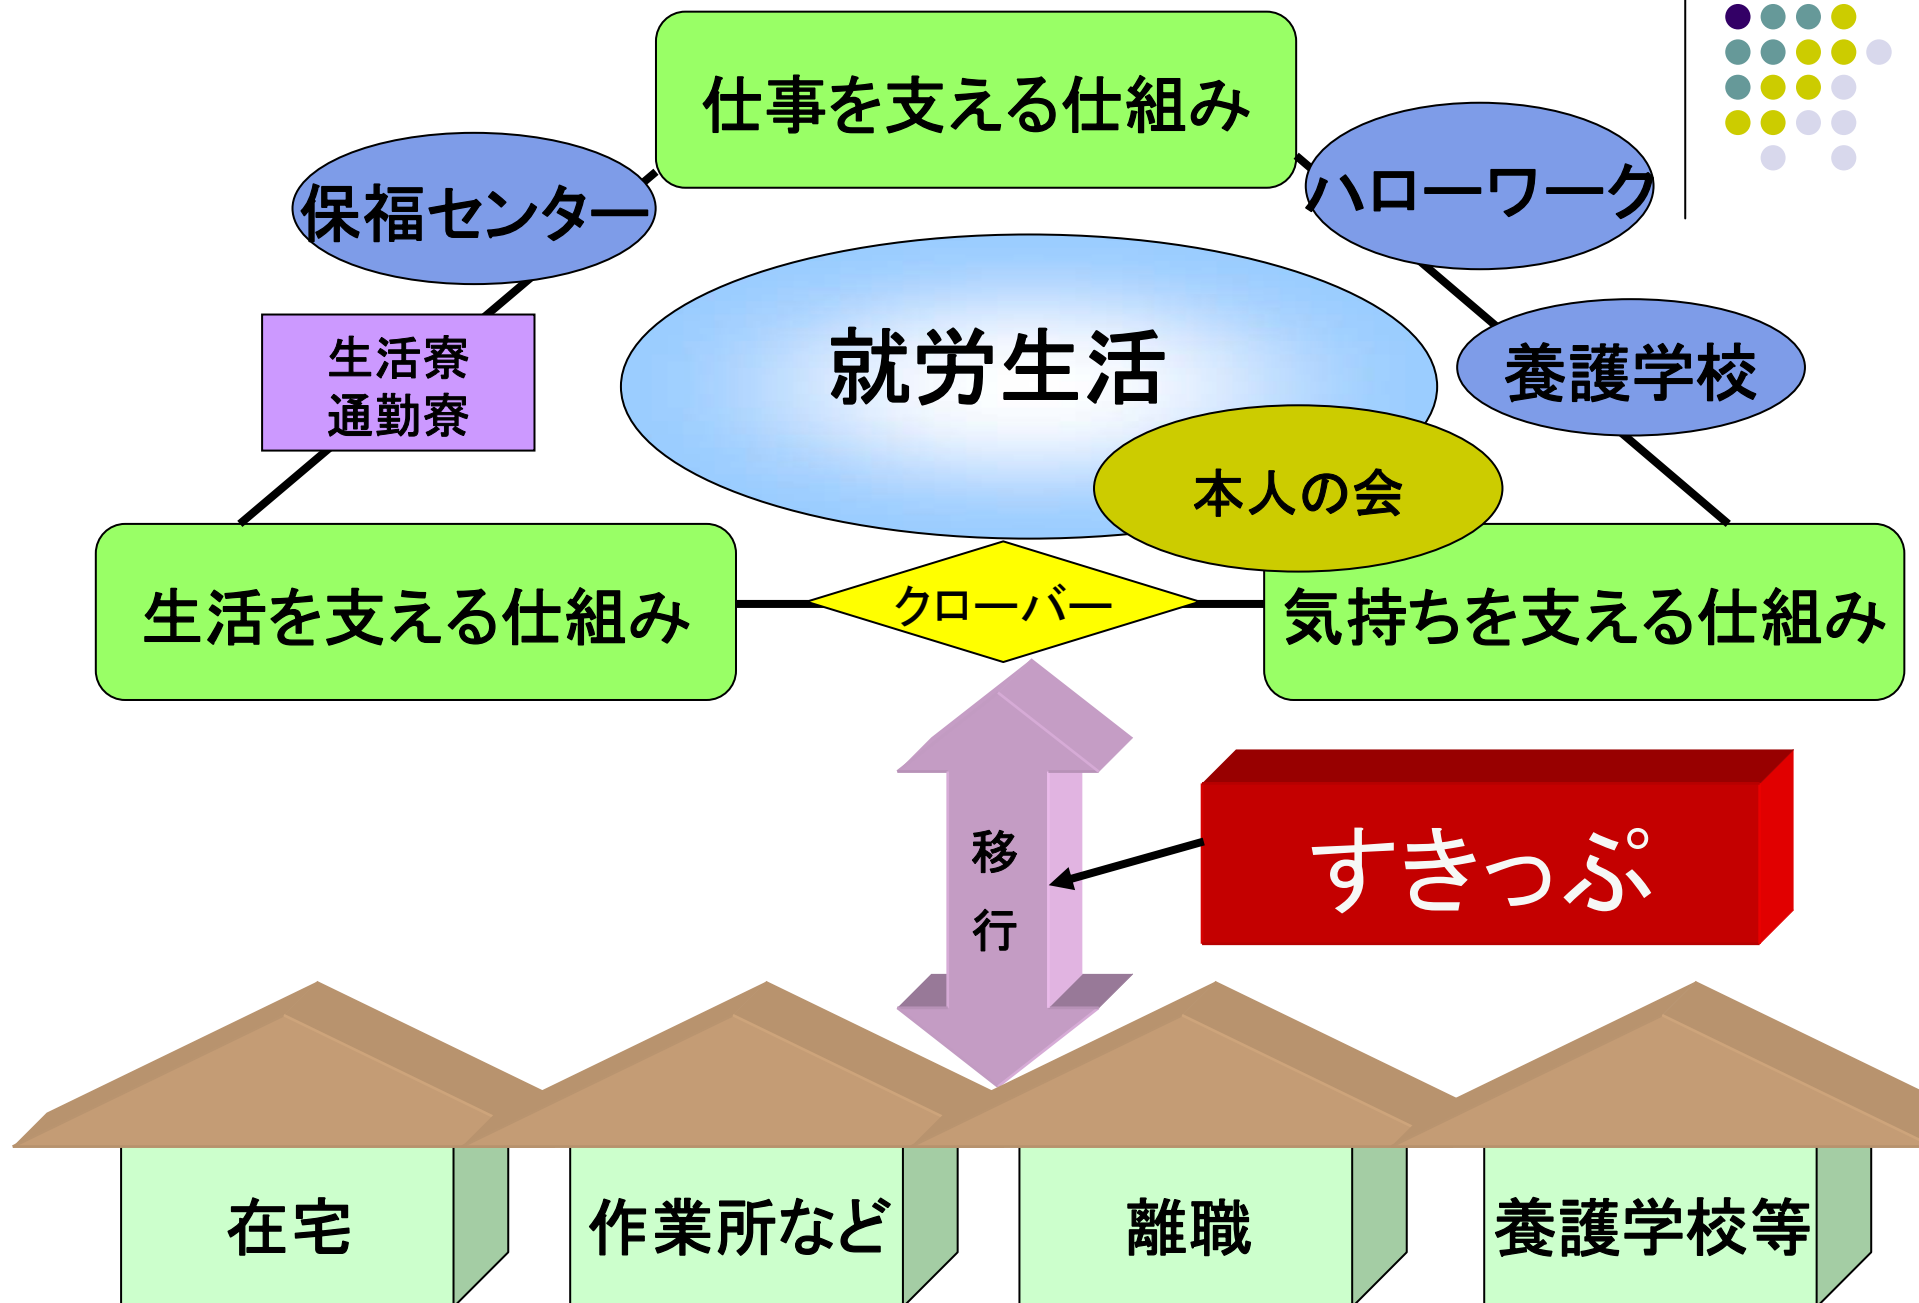 仕事を支える仕組み
保福センター
ハローワーク
就労生活
生活寮
通勤寮
養護学校
本人の会
生活を支える仕組み
クローバー
気持ちを支える仕組み
移
行
すきっぷ
在宅
作業所など
離職
養護学校等